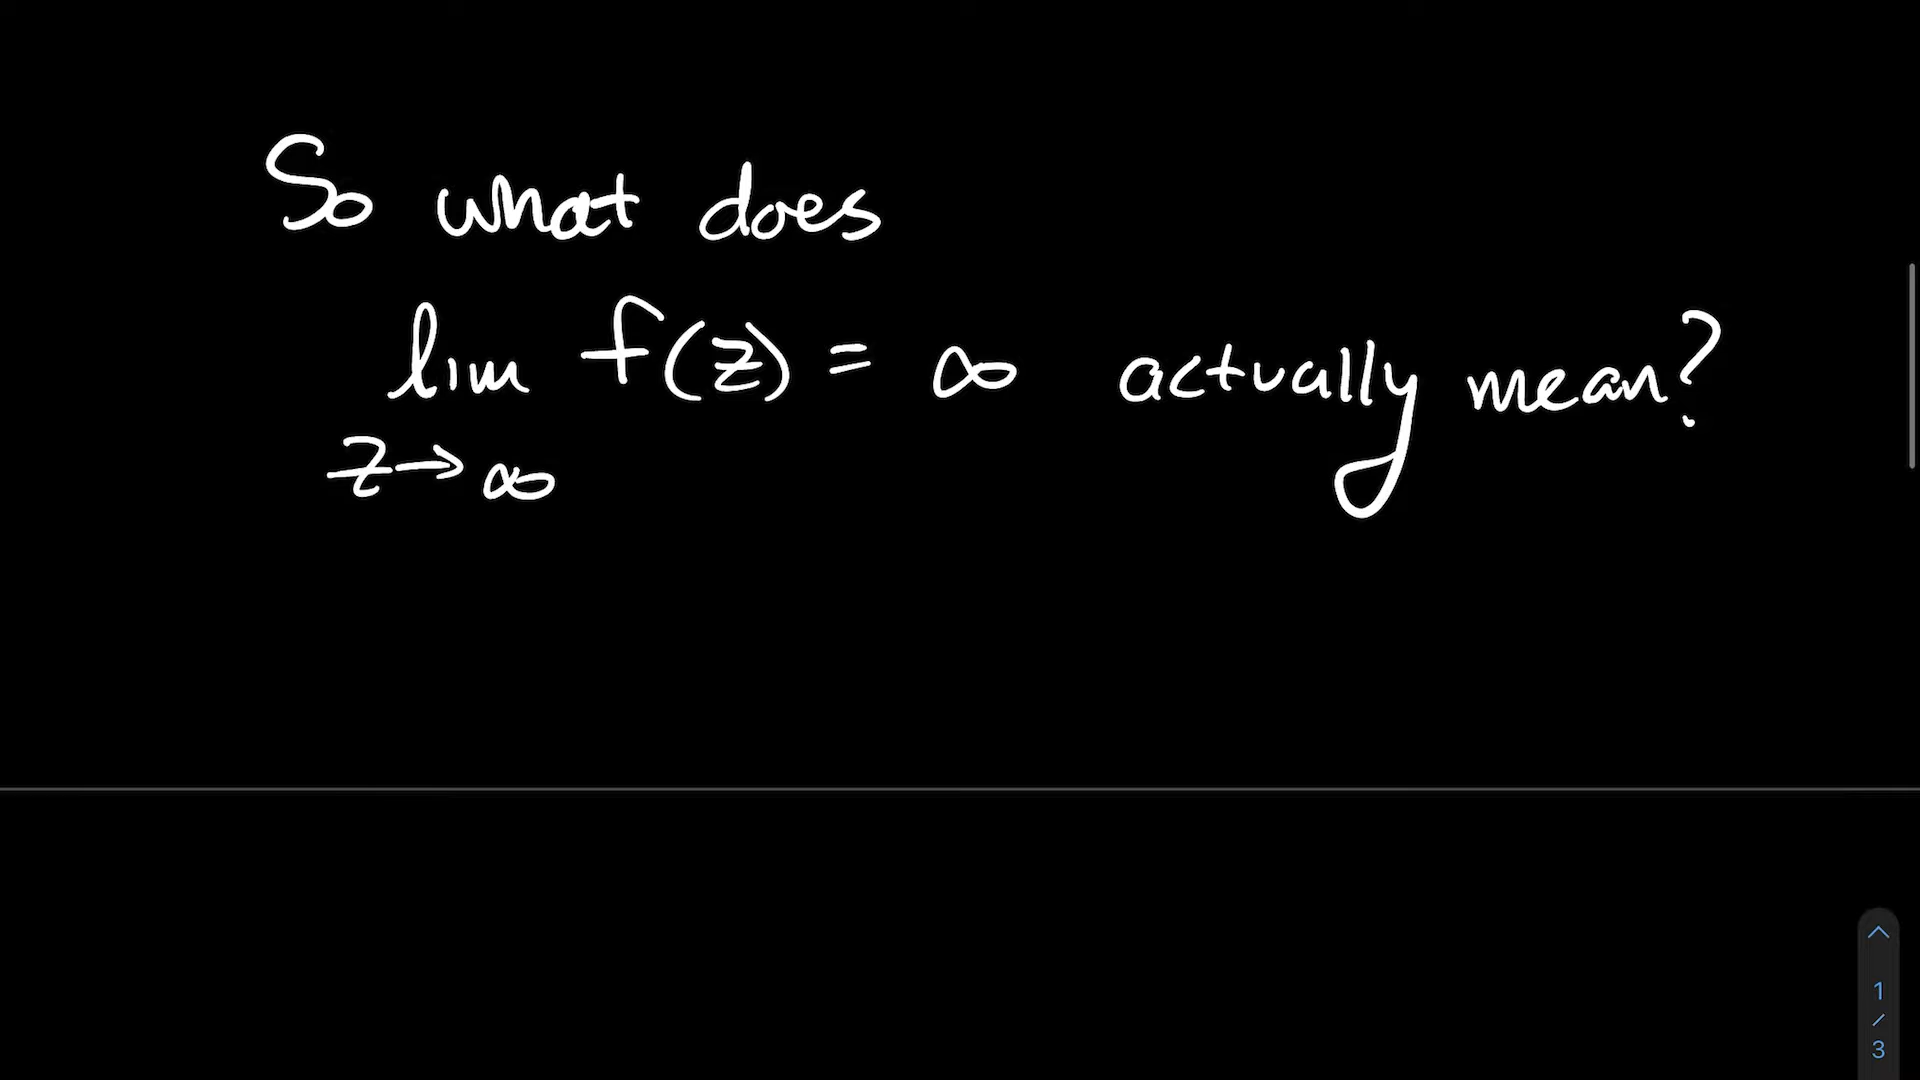 So what does
lim f(z) = ∞ actually mean?
z→∞
1
/
3